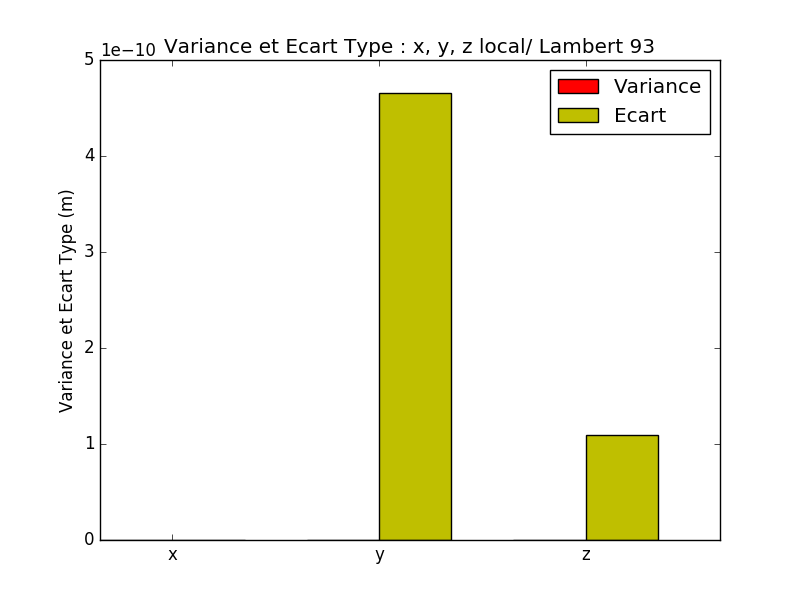 1e−10 Variance et Ecart Type : x, y, z local/ Lambert 93
5
4
3
2
1
0
Variance et Ecart Type (m)
Variance
Ecart
x y z